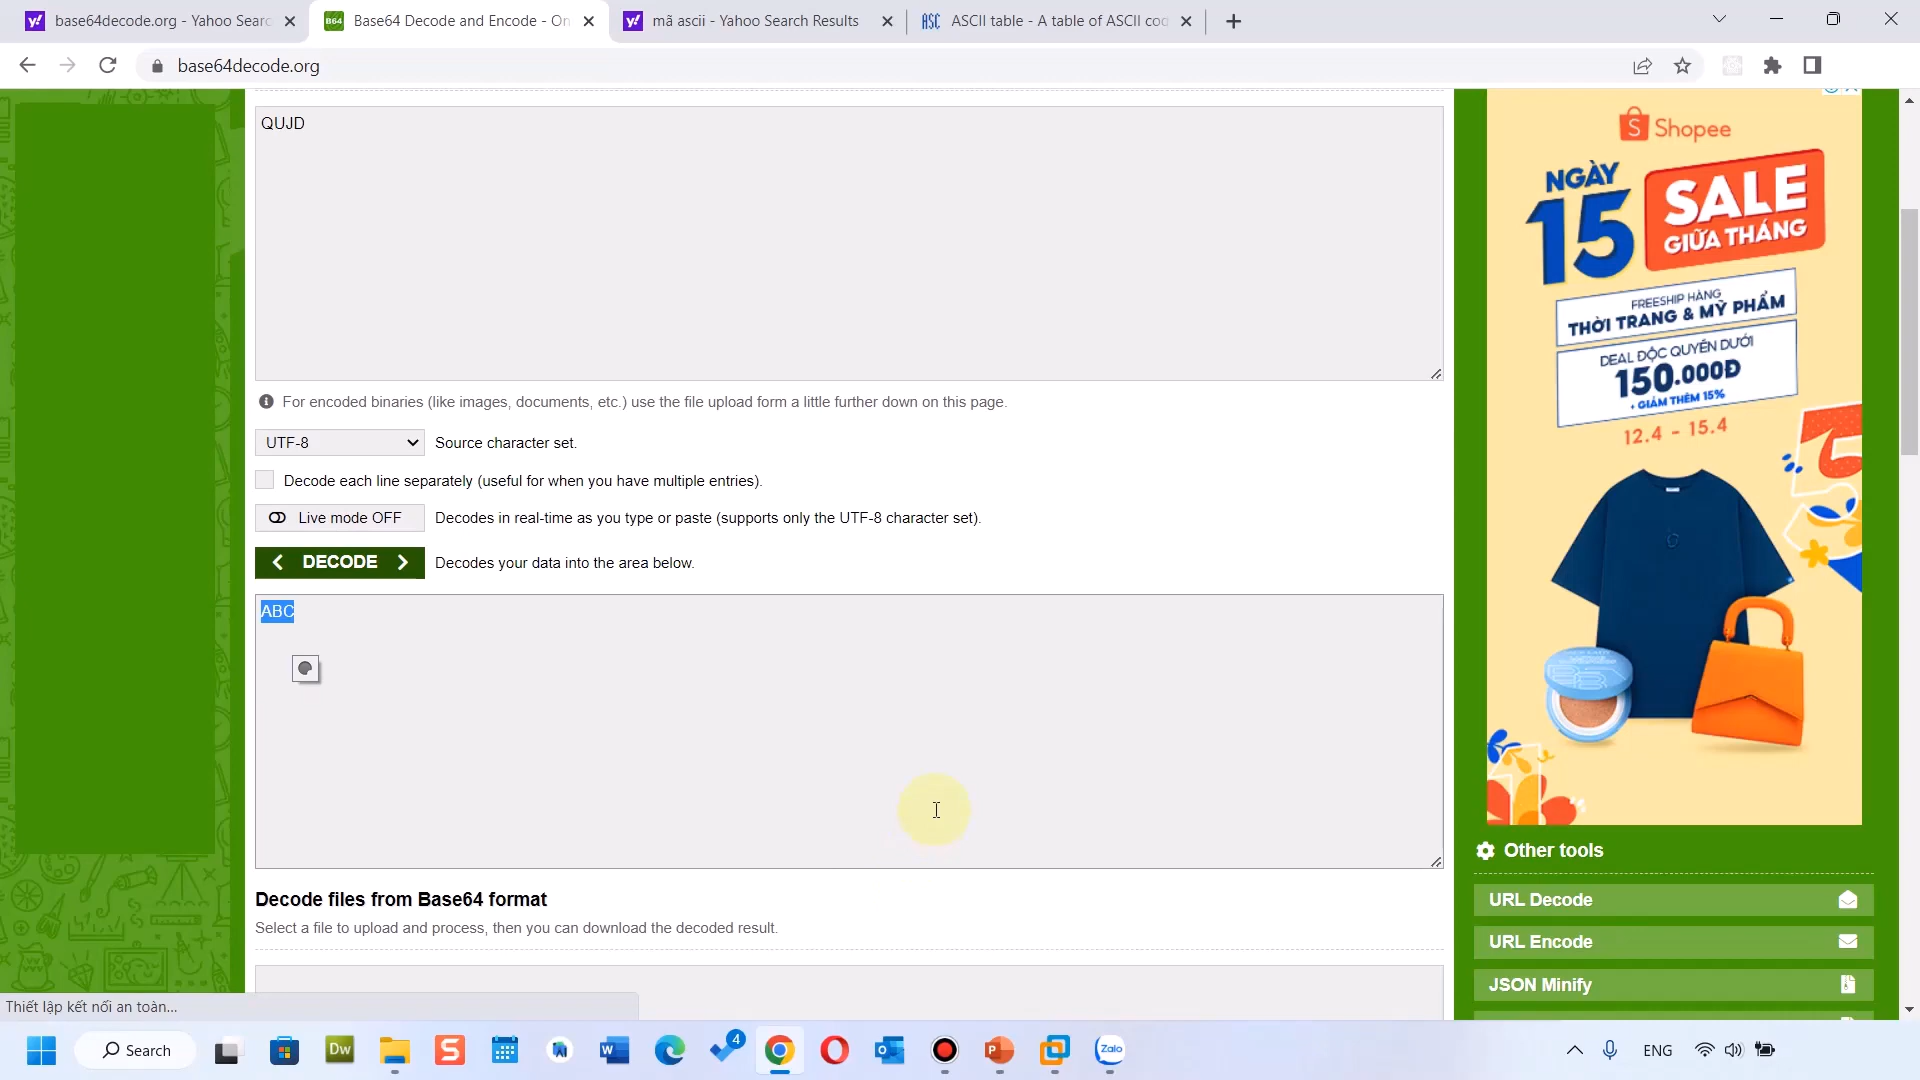 base64decode.org - Yahoo Searc
Base64 Decode and Encode - On
mã ascii - Yahoo Search Results
ASC
ASCII table - A table of ASCII coc
base64decode.org
QUJD
For encoded binaries (like images, documents, etc.) use the file upload form a little further down on this page.
UTF-8
Source character set.
Decode each line separately (useful for when you have multiple entries).
Live mode OFF
Decodes in real-time as you type or paste (supports only the UTF-8 character set).
DECODE
Decodes your data into the area below.
ABC
Decode files from Base64 format
Select a file to upload and process, then you can download the decoded result.
Shopee
NGÀY
15
SALE
GIỮA THÁNG
FREESHIP HÀNG
THỜI TRANG & MỸ PHẨM
DEAL ĐỘC QUYỀN DƯỚI
150.000Đ
+ GIẢM THÊM 15%
12.4 - 15.4
Other tools
URL Decode
URL Encode
JSON Minify
Thiết lập kết nối an toàn...
Search
Dw
4
Zalo
ENG